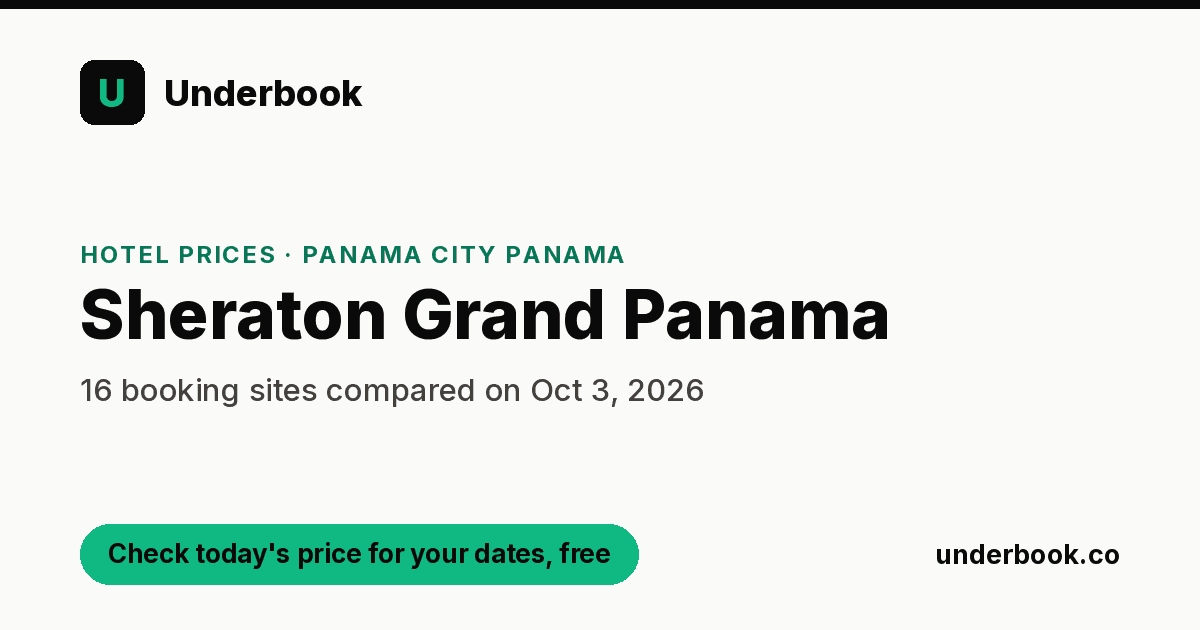 U Underbook
HOTEL PRICES · PANAMA CITY PANAMA
Sheraton Grand Panama
16 booking sites compared on Oct 3, 2026
Check today's price for your dates, free
underbook.co